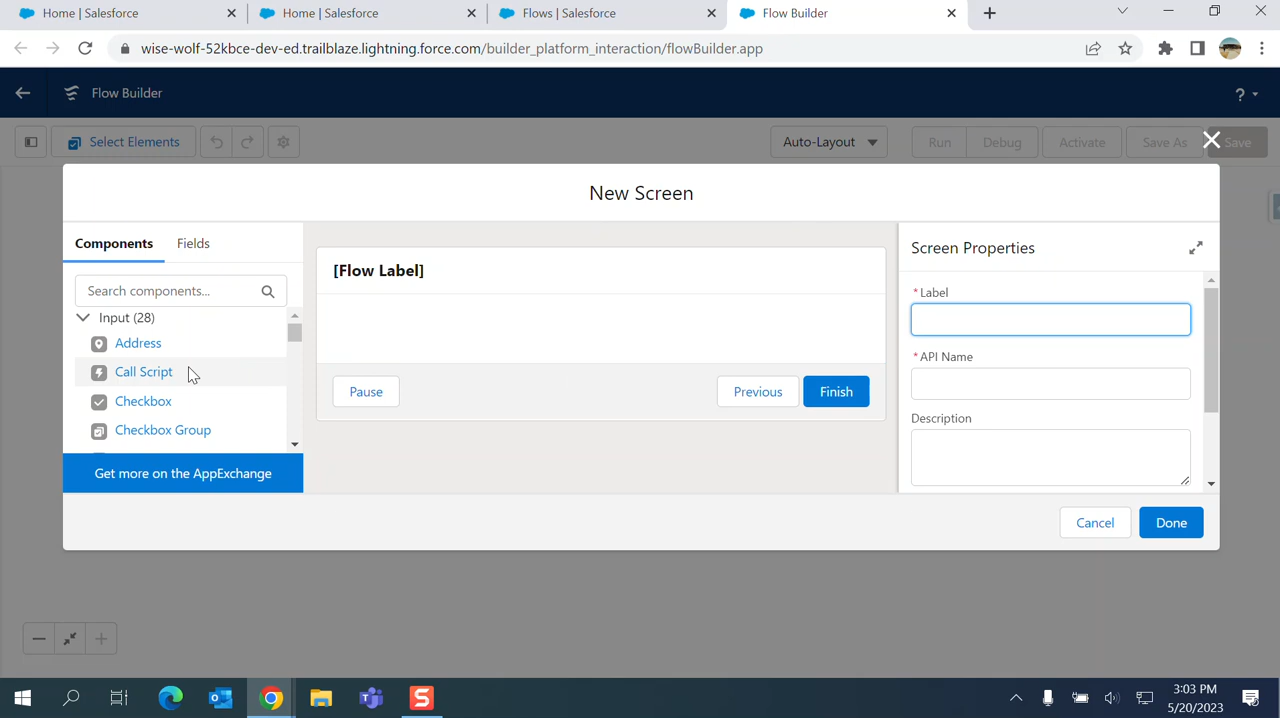 Home | Salesforce
Home | Salesforce
Flows | Salesforce
Flow Builder
wise-wolf-52kbce-dev-ed.trailblaze.lightning.force.com/builder_platform_interaction/flowBuilder.app
Flow Builder
?
Select Elements
Auto-Layout
Run
Debug
Activate
Save As
Save
New Screen
Components
Fields
Search components...
Input (28)
Address
Call Script
Checkbox
Checkbox Group
Get more on the AppExchange
[Flow Label]
Pause
Previous
Finish
Screen Properties
* Label
* API Name
Description
Cancel
Done
3:03 PM
5/20/2023